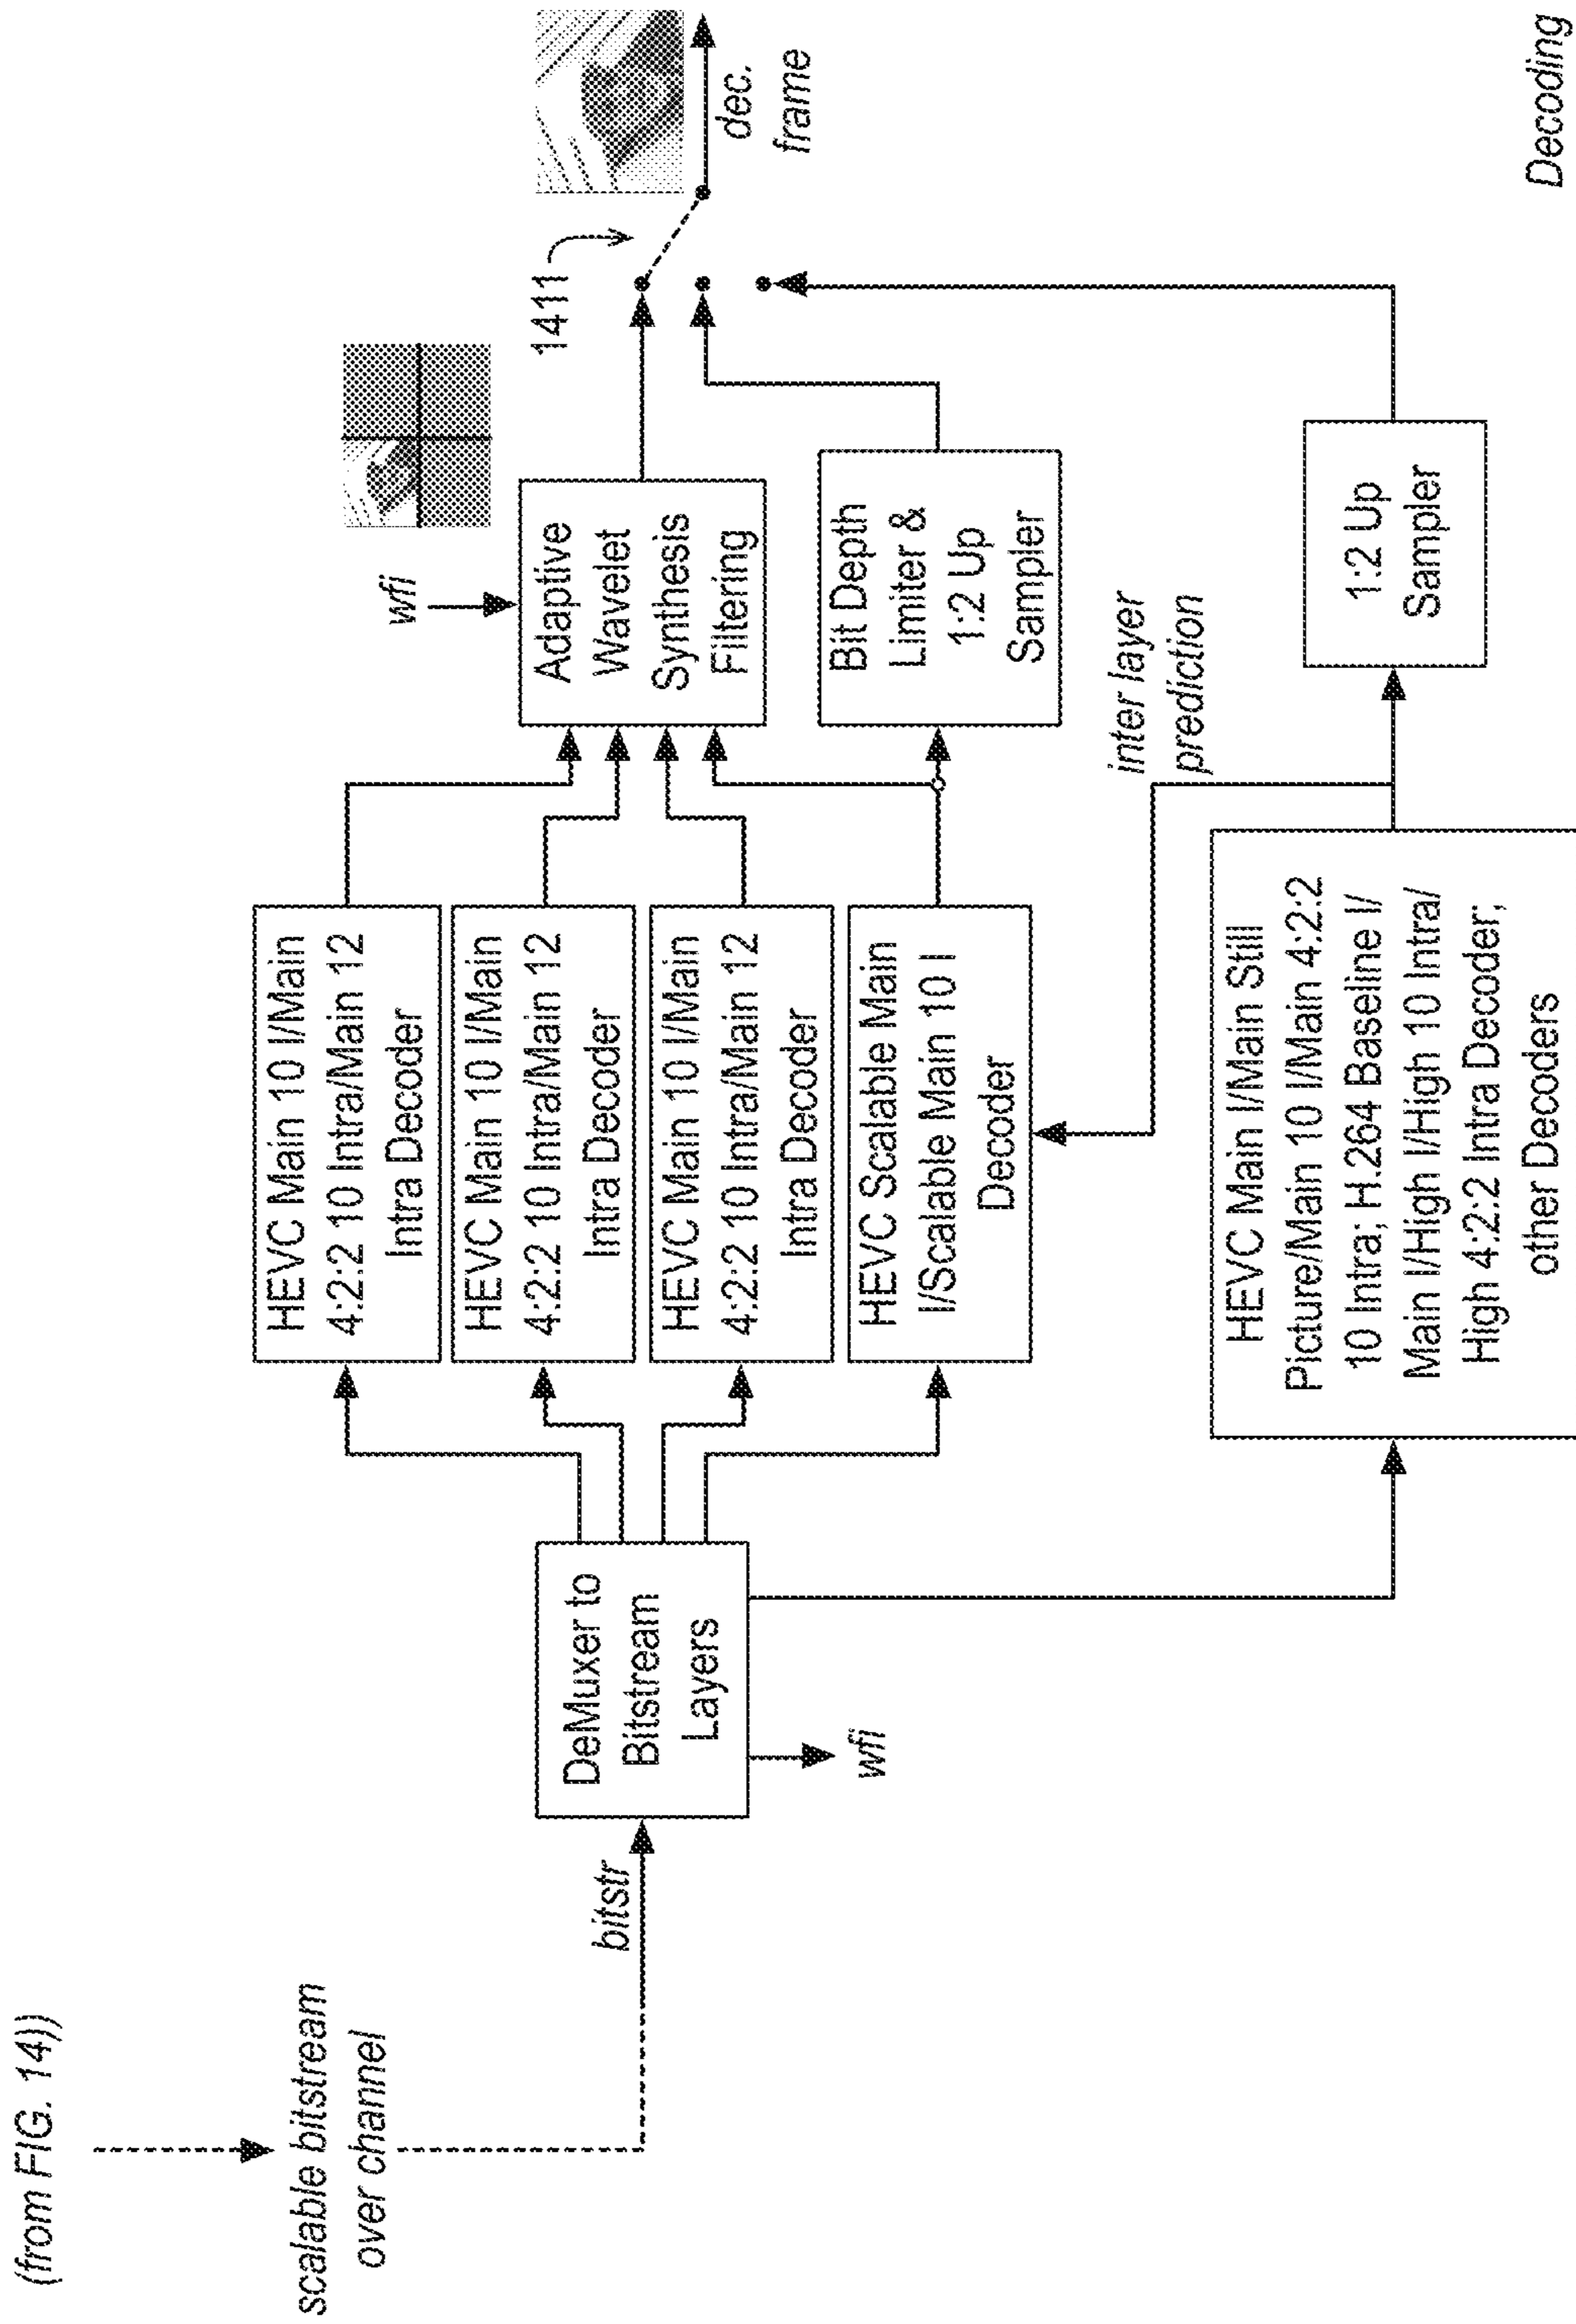 (from FIG. 14))
scalable bitstream
over channel
bitstr
DeMuxer to
Bitstream
Layers
wfi
HEVC Main 10 I/Main
4:2:2 10 Intra/Main 12
Intra Decoder
HEVC Main 10 I/Main
4:2:2 10 Intra/Main 12
Intra Decoder
HEVC Main 10 I/Main
4:2:2 10 Intra/Main 12
Intra Decoder
HEVC Scalable Main
I/Scalable Main 10 I
Decoder
HEVC Main I/Main Still
Picture/Main 10 I/Main 4:2:2
10 Intra; H.264 Baseline I/
Main I/High I/High 10 Intra/
High 4:2:2 Intra Decoder;
other Decoders
inter layer
prediction
wfi
Adaptive
Wavelet
Synthesis
Filtering
Bit Depth
Limiter &
1:2 Up
Sampler
1:2 Up
Sampler
1411
dec.
frame
Decoding